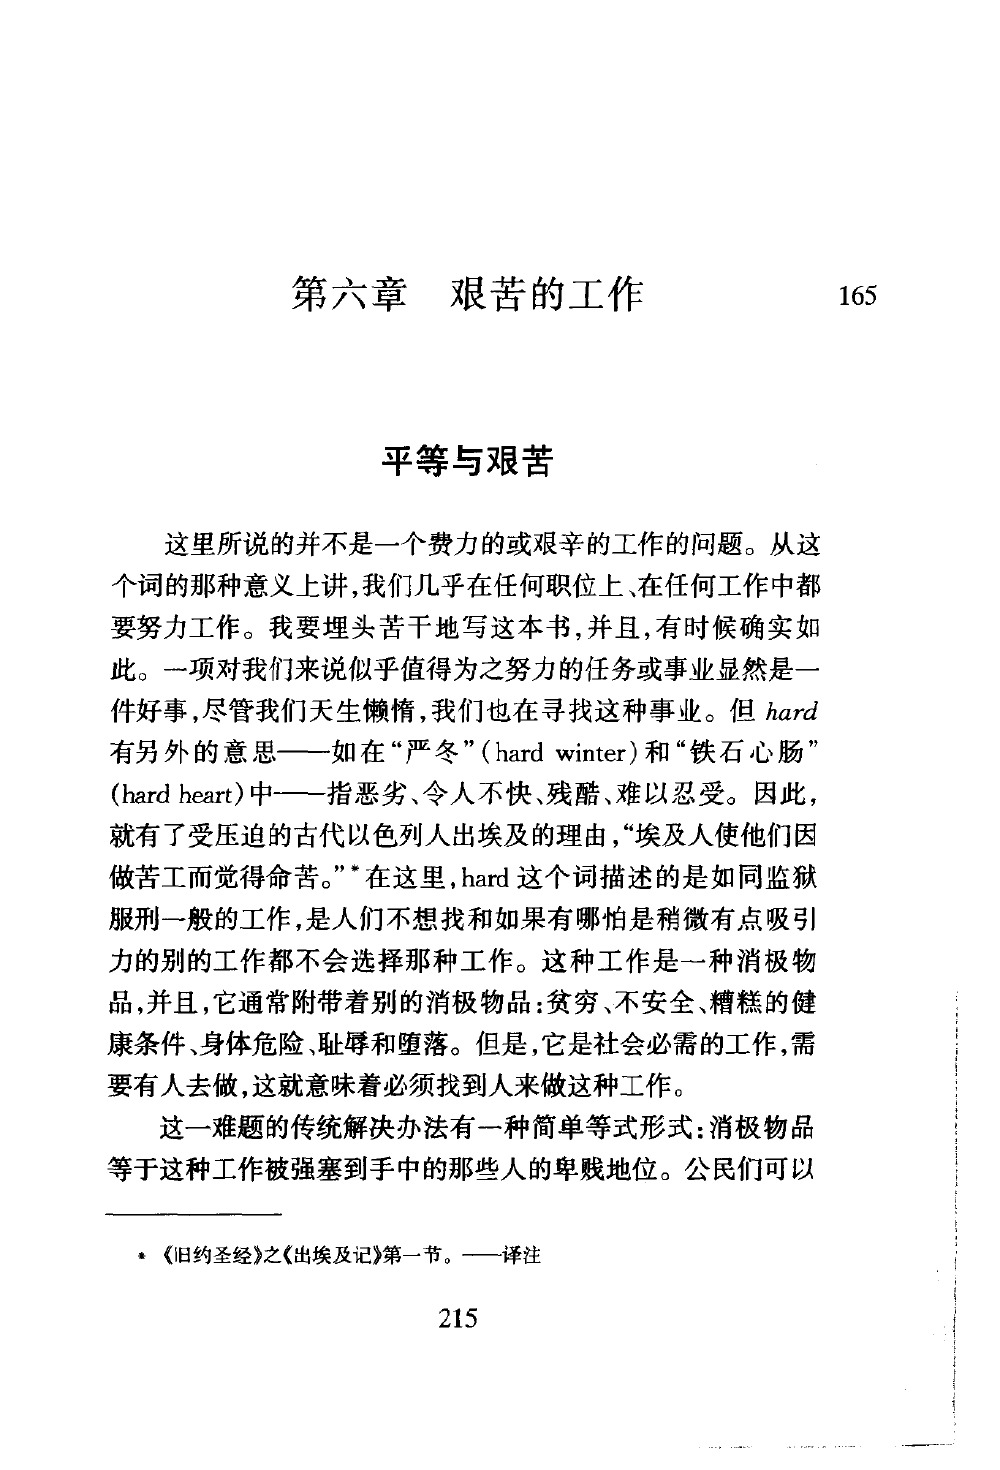 第六章　艰苦的工作　165
平等与艰苦
这里所说的并不是一个费力的或艰辛的工作的问题。从这
个词的那种意义上讲,我们几乎在任何职位上、在任何工作中都
要努力工作。我要埋头苦干地写这本书,并且,有时候确实如
此。一项对我们来说似乎值得为之努力的任务或事业显然是一
件好事,尽管我们天生懒惰,我们也在寻找这种事业。但 hard
有另外的意思——如在“严冬”(hard winter)和“铁石心肠”
(hard heart)中——指恶劣、令人不快、残酷、难以忍受。因此,
就有了受压迫的古代以色列人出埃及的理由,“埃及人使他们因
做苦工而觉得命苦。”*在这里,hard 这个词描述的是如同监狱
服刑一般的工作,是人们不想找和如果有哪怕是稍微有点吸引
力的别的工作都不会选择那种工作。这种工作是一种消极物
品,并且,它通常附带着别的消极物品:贫穷、不安全、糟糕的健
康条件、身体危险、耻辱和堕落。但是,它是社会必需的工作,需
要有人去做,这就意味着必须找到人来做这种工作。
这一难题的传统解决办法有一种简单等式形式:消极物品
等于这种工作被强塞到手中的那些人的卑贱地位。公民们可以
* 《旧约圣经》之《出埃及记》第一节。——译注
215